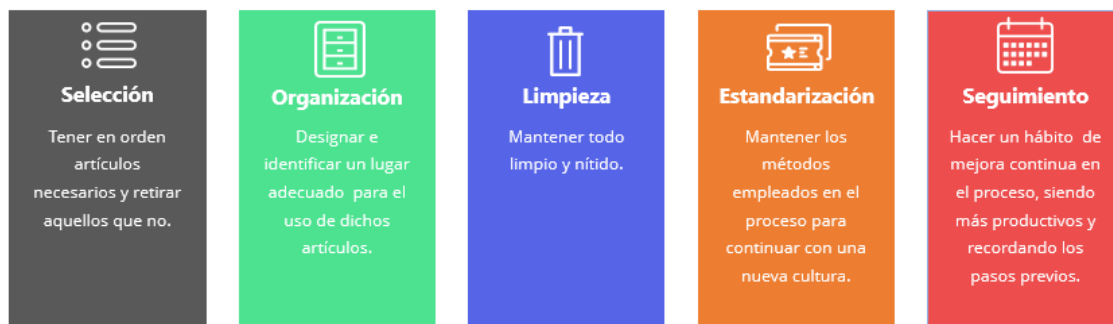 Selección
Tener en orden
artículos
necesarios y retirar
aquellos que no.
Organización
Designar e
identificar un lugar
adecuado para el
uso de dichos
artículos.
Limpieza
Mantener todo
limpio y nítido.
Estandarización
Mantener los
métodos
empleados en el
proceso para
continuar con una
nueva cultura.
Seguimiento
Hacer un hábito de
mejora continua en
el proceso, siendo
más productivos y
recordando los
pasos previos.